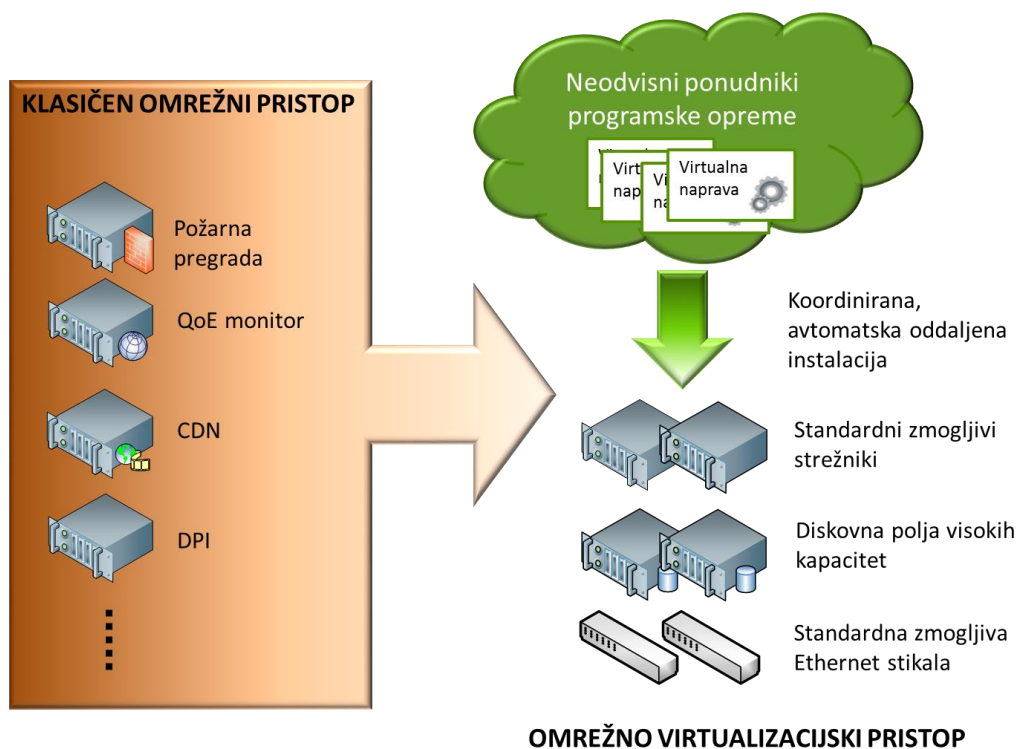 KLASIČEN OMREŽNI PRISTOP
Požarna
pregrada
QoE monitor
CDN
DPI
Neodvisni ponudniki
programske opreme
Virtualna
naprava
Koordinirana,
avtomatska oddaljena
instalacija
Standardni zmogljivi
strežniki
Diskovna polja visokih
kapacitet
Standardna zmogljiva
Ethernet stikala
OMREŽNO VIRTUALIZACIJSKI PRISTOP